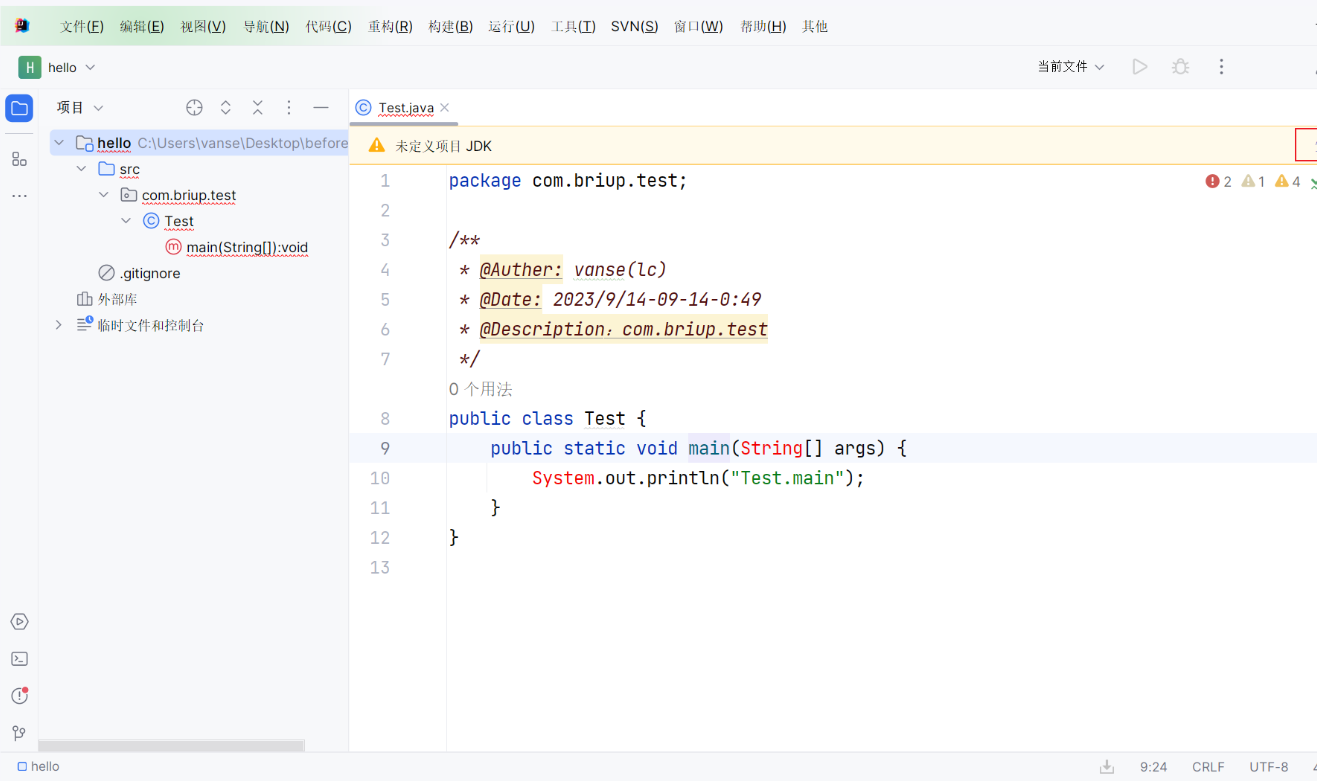 文件(F) 编辑(E) 视图(V) 导航(N) 代码(C) 重构(R) 构建(B) 运行(U) 工具(T) SVN(S) 窗口(W) 帮助(H) 其他
H hello 当前文件
项目
Test.java
hello C:\Users\vanse\Desktop\before
未定义项目 JDK
src
com.briup.test
Test
main(String[]):void
.gitignore
外部库
临时文件和控制台
2 1 4
1 package com.briup.test;
2
3 /**
4 * @Auther: vanse(lc)
5 * @Date: 2023/9/14-09-14-0:49
6 * @Description：com.briup.test
7 */
0 个用法
8 public class Test {
9 public static void main(String[] args) {
10 System.out.println("Test.main");
11 }
12 }
13
hello 9:24 CRLF UTF-8